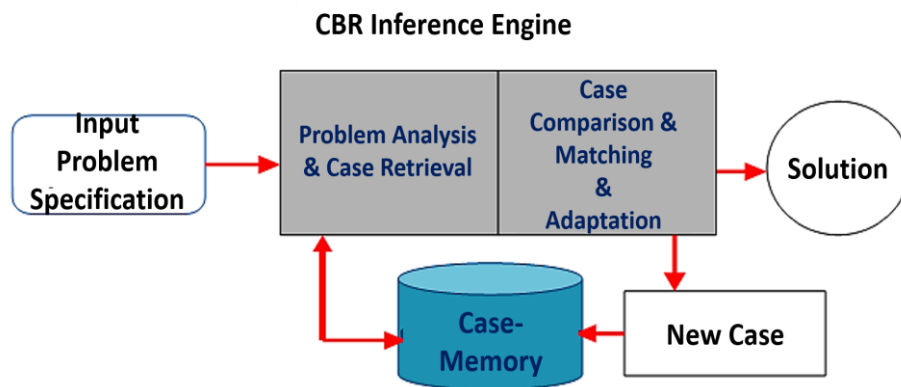 CBR Inference Engine
Input
Problem
Specification
Problem Analysis
& Case Retrieval
Case
Comparison &
Matching
&
Adaptation
Solution
Case-
Memory
New Case